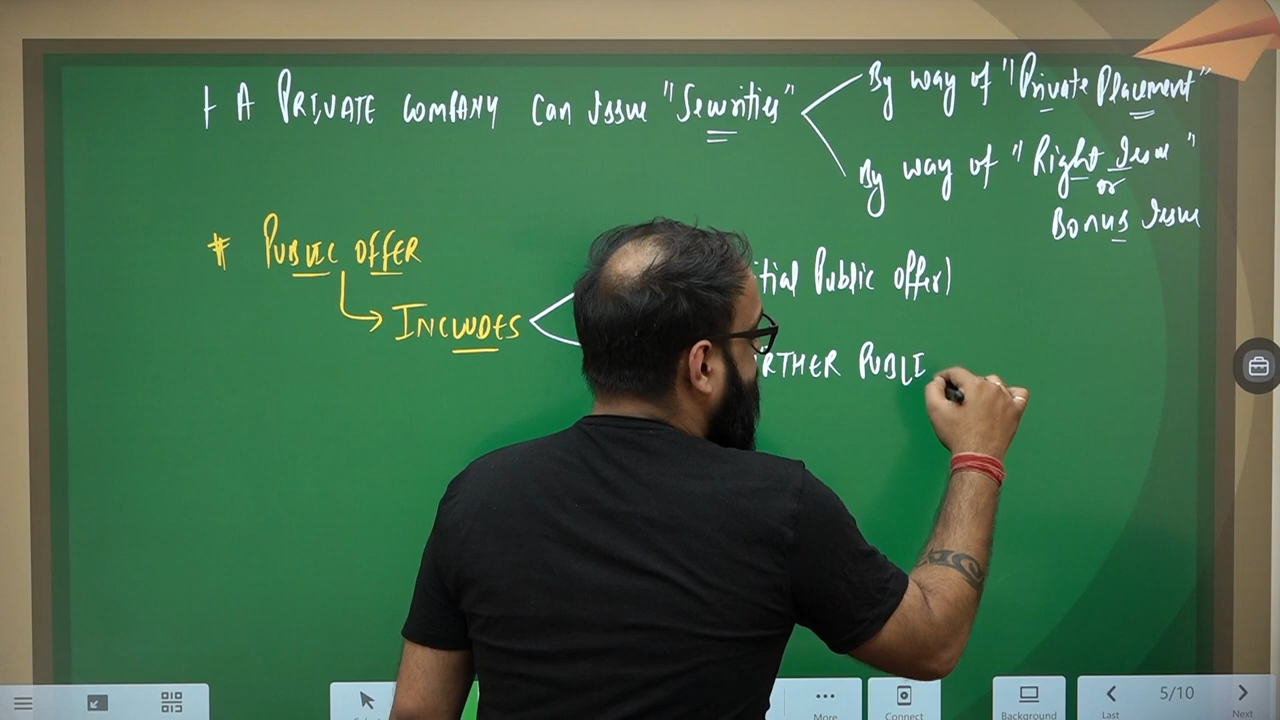 + A PRIVATE COMPANY Can Issue "Securities"
By way of "Private Placement"
By way of "Right Issue"
or
Bonus Issue
* PUBLIC OFFER
INCLUDES
tial Public offer)
RTHER PUBLI
More
Connect
Background
5/10
Last
Next